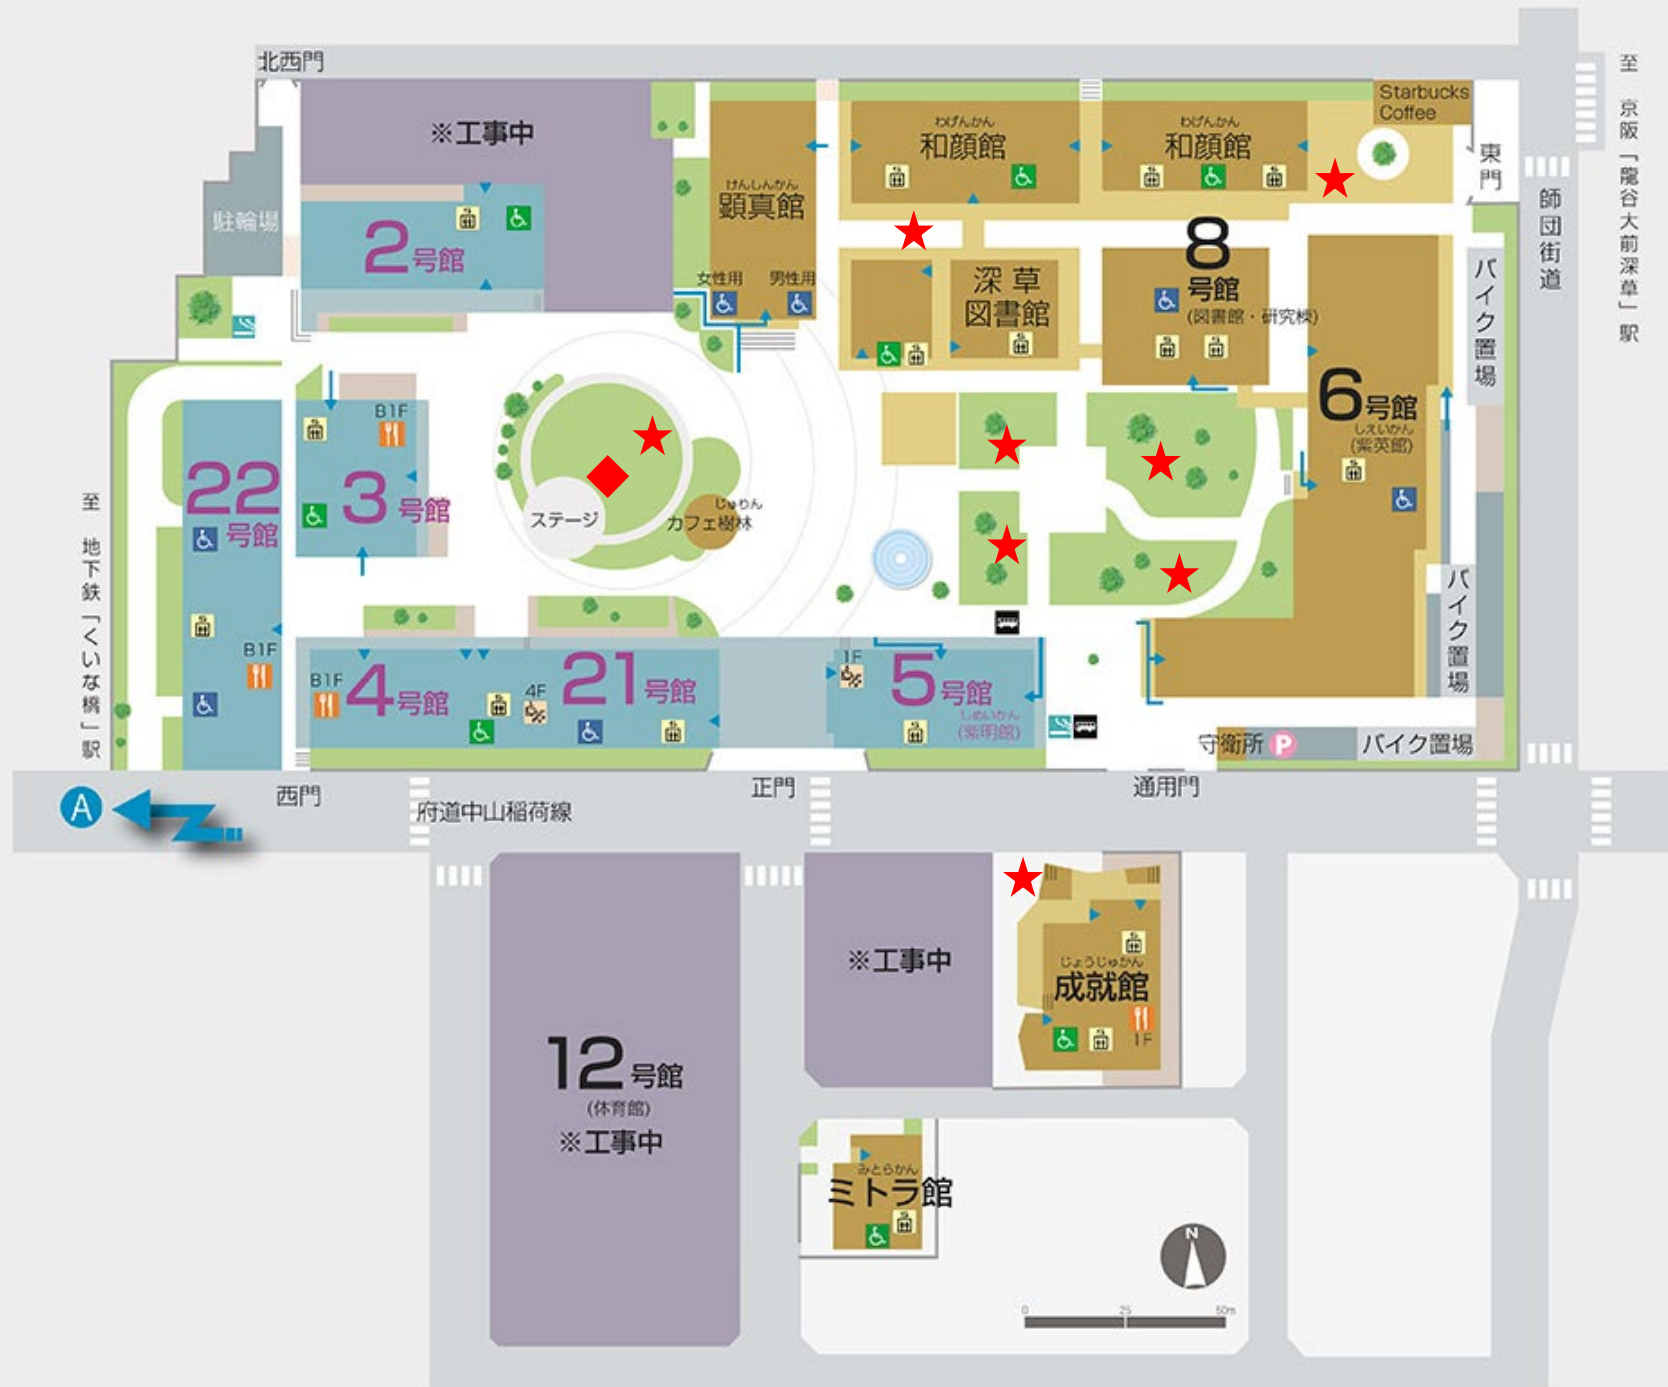 北西門
※工事中
駐輪場
2号館
けんしんかん
顕真館
女性用 男性用
わげんかん
和顔館
わげんかん
和顔館
Starbucks
Coffee
東門
至 京阪「龍谷大前深草」駅
師団街道
バイク置場
深草
図書館
8
号館
(図書館・研究棟)
6号館
しえいかん
(紫英館)
B1F
22
号館
3号館
ステージ
じゅりん
カフェ樹林
至 地下鉄「くいな橋」駅
B1F
B1F
4号館
4F
21号館
1F
5号館
しめいかん
(紫明館)
バイク置場
守衛所 P
バイク置場
西門
正門
通用門
A
府道中山稲荷線
※工事中
じょうじゅかん
成就館
1F
12号館
(体育館)
※工事中
みとらかん
ミトラ館
N
0 25 50m